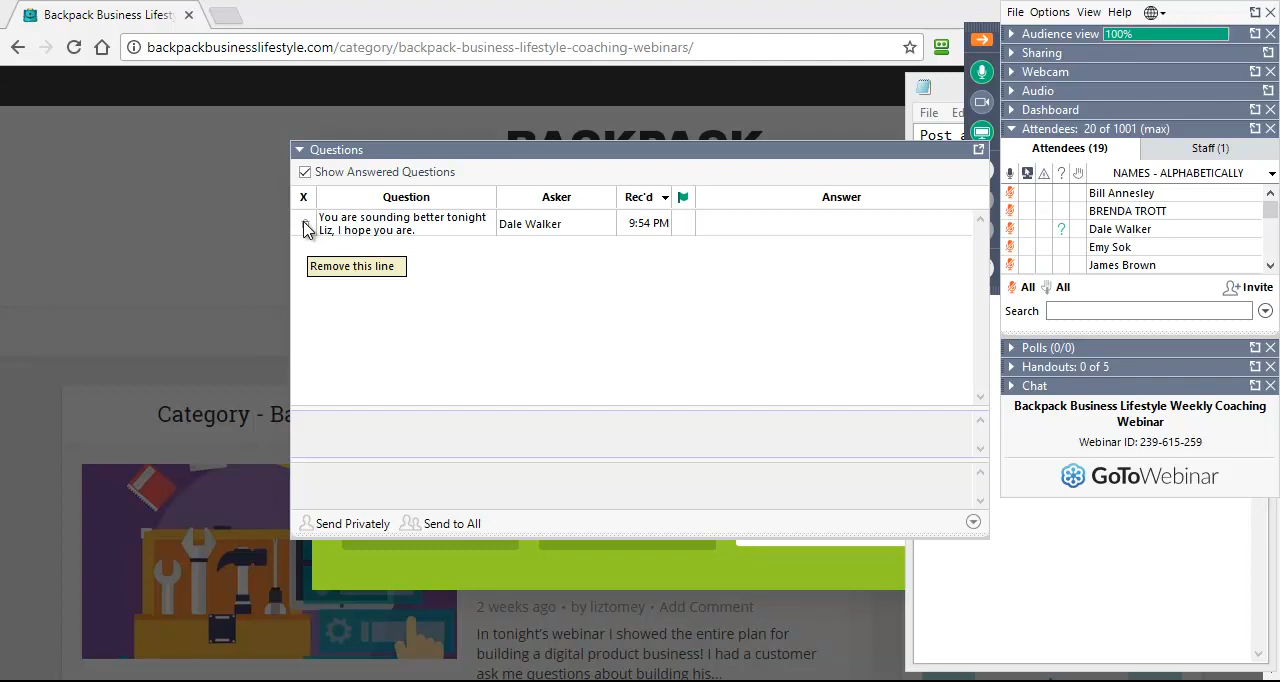 Backpack Business Lifest
backpackbusinesslifestyle.com/category/backpack-business-lifestyle-coaching-webinars/
BACKPACK
Category - Ba
2 weeks ago • by liztomey • Add Comment
In tonight's webinar I showed the entire plan for
building a digital product business! I had a customer
ask me questions about building his...
File Ed
Post a
Questions
Show Answered Questions
X Question Asker Rec'd Answer
You are sounding better tonight
Liz, I hope you are.
Dale Walker 9:54 PM
Remove this line
Send Privately Send to All
File Options View Help
Audience view 100%
Sharing
Webcam
Audio
Dashboard
Attendees: 20 of 1001 (max)
Attendees (19) Staff (1)
? NAMES - ALPHABETICALLY
Bill Annesley
BRENDA TROTT
? Dale Walker
Emy Sok
James Brown
All All Invite
Search
Polls (0/0)
Handouts: 0 of 5
Chat
Backpack Business Lifestyle Weekly Coaching
Webinar
Webinar ID: 239-615-259
GoToWebinar